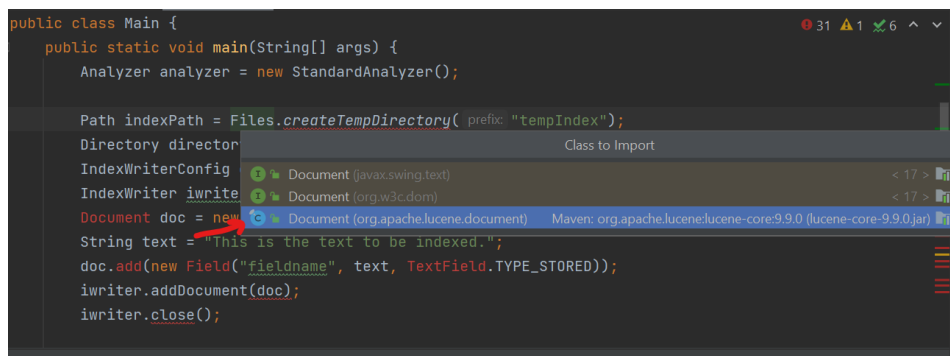 public class Main {
31 1 6
public static void main(String[] args) {
Analyzer analyzer = new StandardAnalyzer();
Path indexPath = Files.createTempDirectory( prefix: "tempIndex");
Directory director
Class to Import
IndexWriterConfig
Document (javax.swing.text) < 17 >
IndexWriter iwrite
Document (org.w3c.dom) < 17 >
Document doc = new
Document (org.apache.lucene.document) Maven: org.apache.lucene:lucene-core:9.9.0 (lucene-core-9.9.0.jar)
String text = "This is the text to be indexed.";
doc.add(new Field("fieldname", text, TextField.TYPE_STORED));
iwriter.addDocument(doc);
iwriter.close();